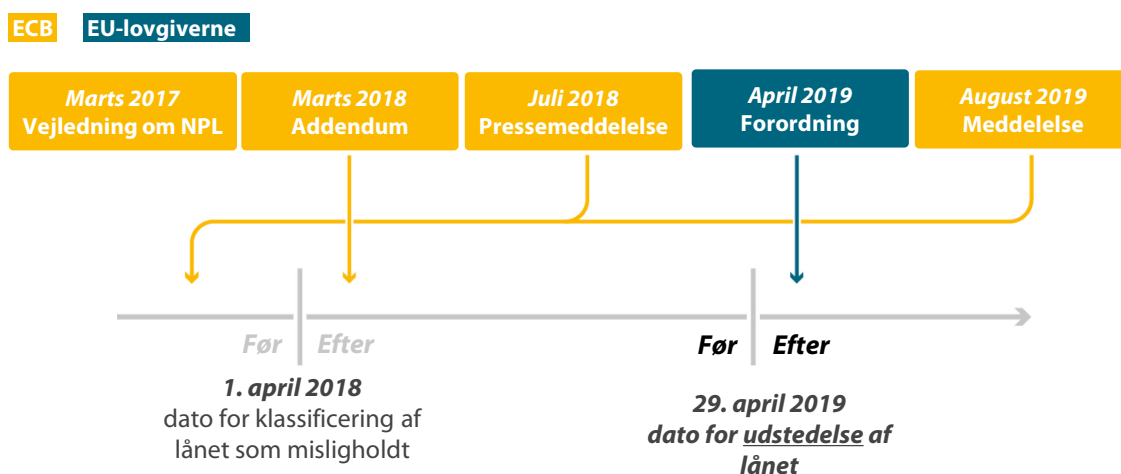 ECB EU-lovgiverne
Marts 2017
Vejledning om NPL
Marts 2018
Addendum
Juli 2018
Pressemeddelelse
April 2019
Forordning
August 2019
Meddelelse
Før Efter
1. april 2018
dato for klassificering af
lånet som misligholdt
Før Efter
29. april 2019
dato for udstedelse af
lånet